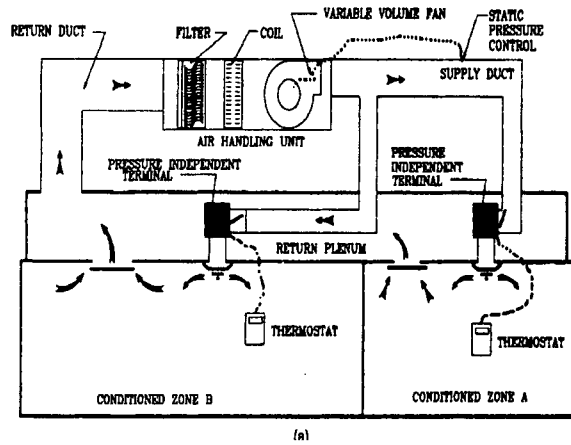 VARIABLE VOLUME FAN
STATIC
PRESSURE
CONTROL
RETURN DUCT
FILTER
COIL
SUPPLY DUCT
AIR HANDLING UNIT
PRESSURE INDEPENDENT
TERMINAL
PRESSURE
INDEPENDENT
TERMINAL
RETURN PLENUM
THERMOSTAT
THERMOSTAT
CONDITIONED ZONE B
CONDITIONED ZONE A
(a)